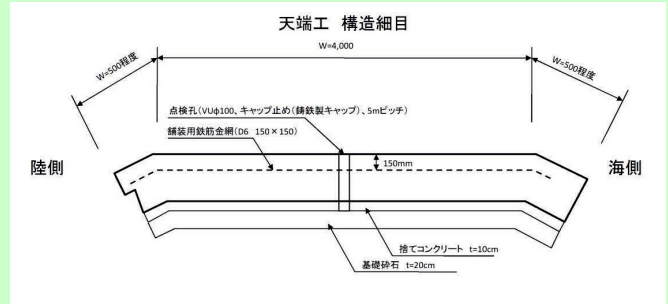 天端工 構造細目
W=4,000
W=500程度
W=500程度
点検孔(VUφ100、キャップ止め(鋳鉄製キャップ)、5mピッチ)
舗装用鉄筋金網(D6 150×150)
150mm
陸側
海側
捨てコンクリート t=10cm
基礎砕石 t=20cm